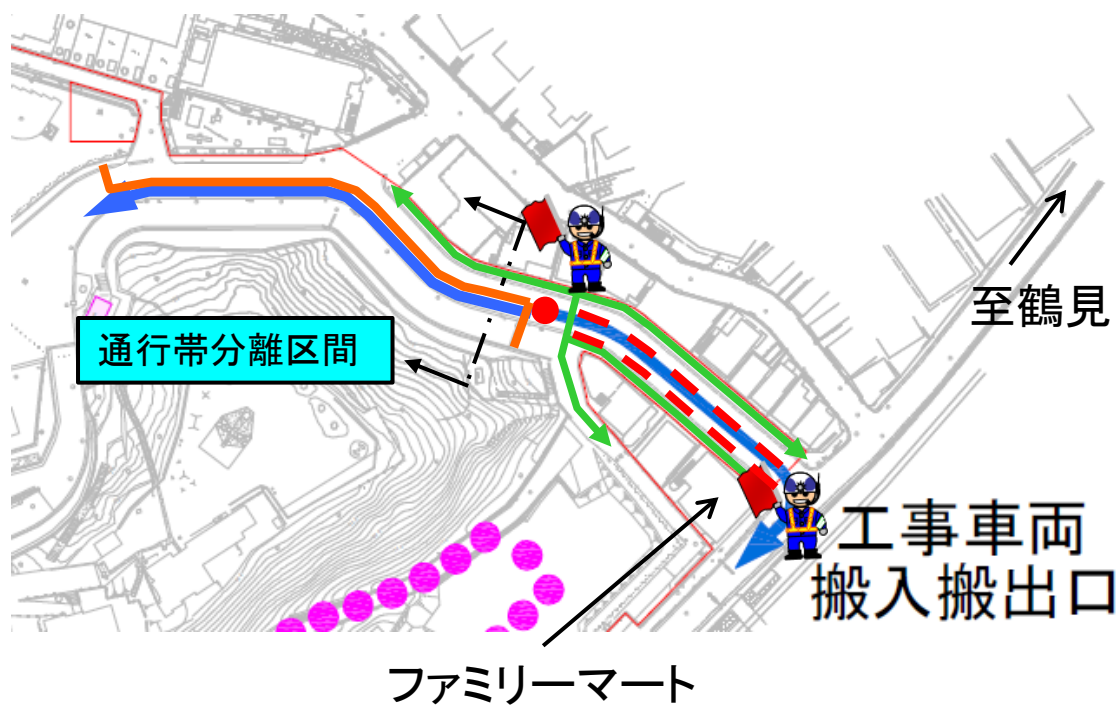 至鶴見
通行帯分離区間
工事車両
搬入搬出口
ファミリーマート